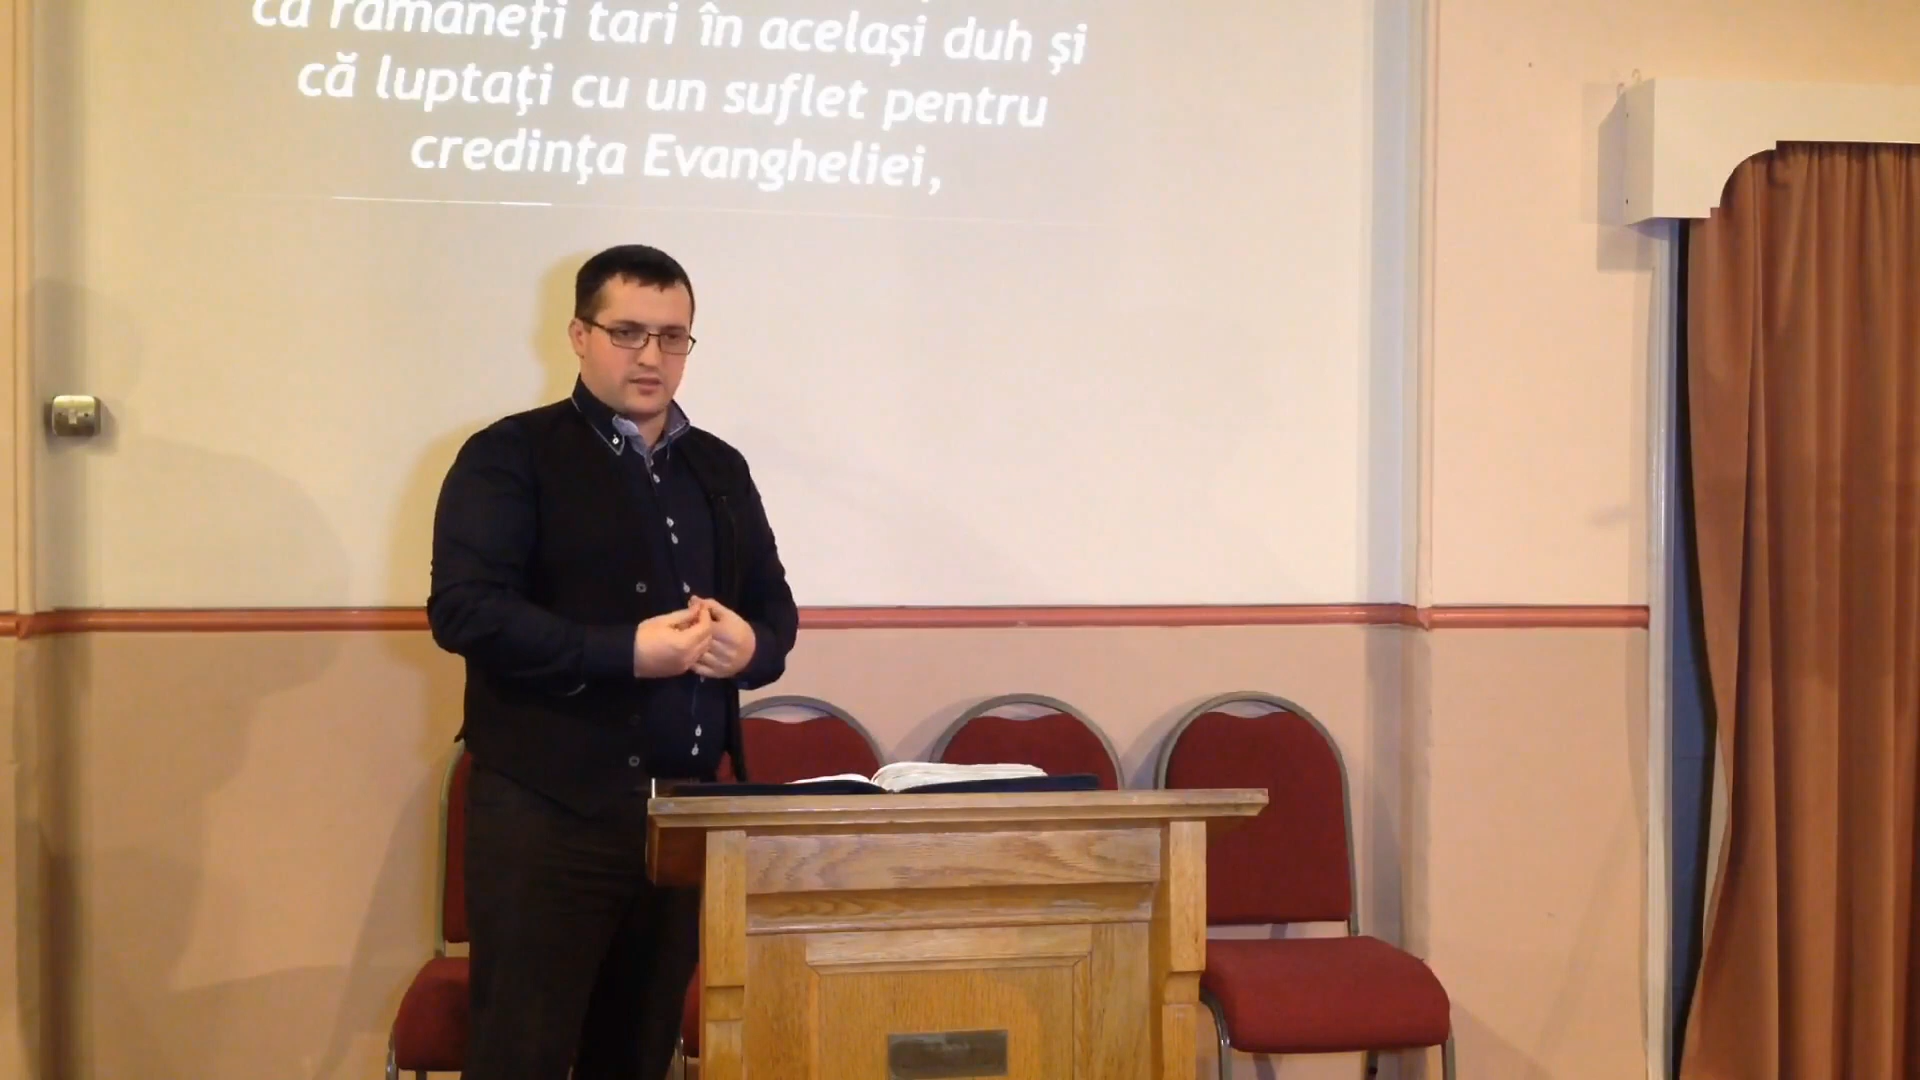 că rămâneţi tari în acelaşi duh şi
că luptaţi cu un suflet pentru
credinţa Evangheliei,